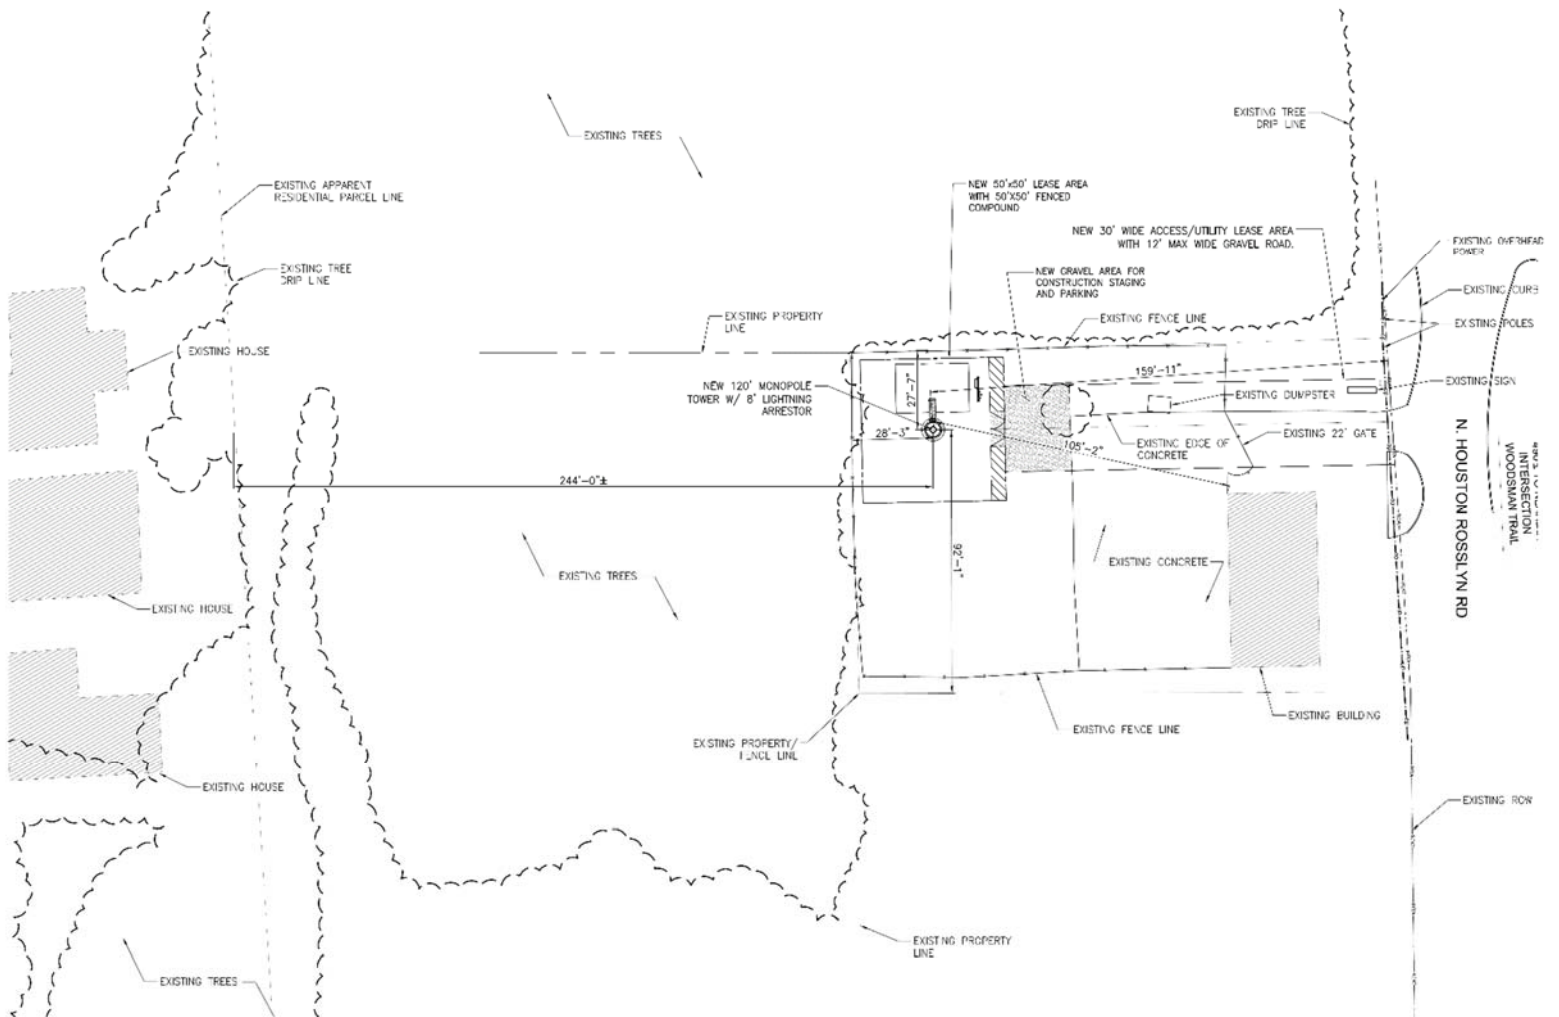 EXISTING TREES
EXISTING TREE
DRIP LINE
EXISTING APPARENT
RESIDENTIAL PARCEL LINE
NEW 50'x50' LEASE AREA
WITH 50'X50' FENCED
COMPOUND
NEW 30' WIDE ACCESS/UTILITY LEASE AREA
WITH 12' MAX WIDE GRAVEL ROAD.
EXISTING OVERHEAD
POWER
EXISTING TREE
DRIP LINE
NEW GRAVEL AREA FOR
CONSTRUCTION STAGING
AND PARKING
EXISTING CURB
EXISTING PROPERTY
LINE
EXISTING FENCE LINE
EXISTING POLES
EXISTING HOUSE
159'-11"
NEW 120' MONOPOLE
TOWER W/ 8' LIGHTNING
ARRESTOR
27'-7"
EXISTING SIGN
EXISTING DUMPSTER
28'-3"
105'-2"
EXISTING EDGE OF
CONCRETE
EXISTING 22' GATE
244'-0"±
N. HOUSTON ROSSLYN RD
INTERSECTION
WOODSMAN TRAIL
92'-1"
EXISTING CONCRETE
EXISTING TREES
EXISTING HOUSE
EXISTING BUILDING
EXISTING FENCE LINE
EXISTING PROPERTY/
FENCE LINE
EXISTING HOUSE
EXISTING ROW
EXISTING PROPERTY
LINE
EXISTING TREES